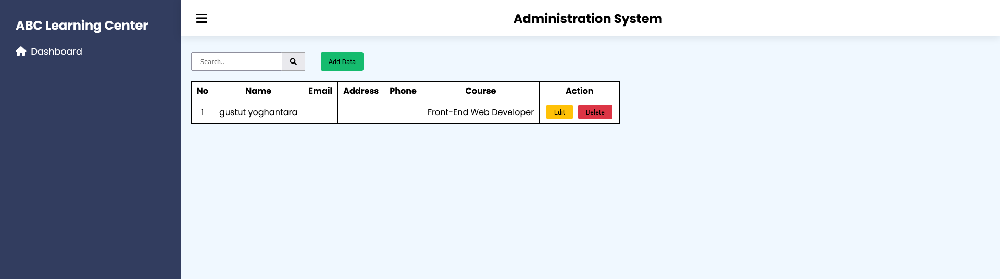 ABC Learning Center
Dashboard
Administration System
Search..
Add Data
No Name Email Address Phone Course Action
1 gustut yoghantara Front-End Web Developer Edit Delete